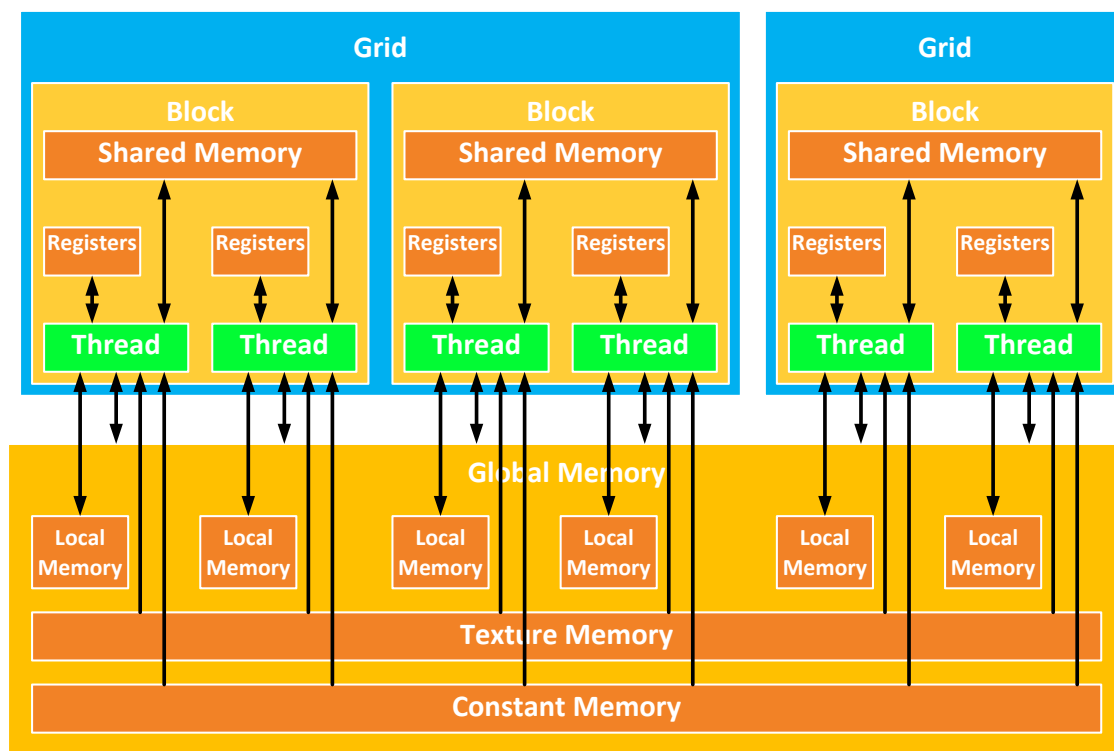 Grid
Grid
Block
Block
Block
Shared Memory
Shared Memory
Shared Memory
Registers
Registers
Registers
Registers
Registers
Registers
Thread
Thread
Thread
Thread
Thread
Thread
Global Memory
Local
Memory
Local
Memory
Local
Memory
Local
Memory
Local
Memory
Local
Memory
Texture Memory
Constant Memory